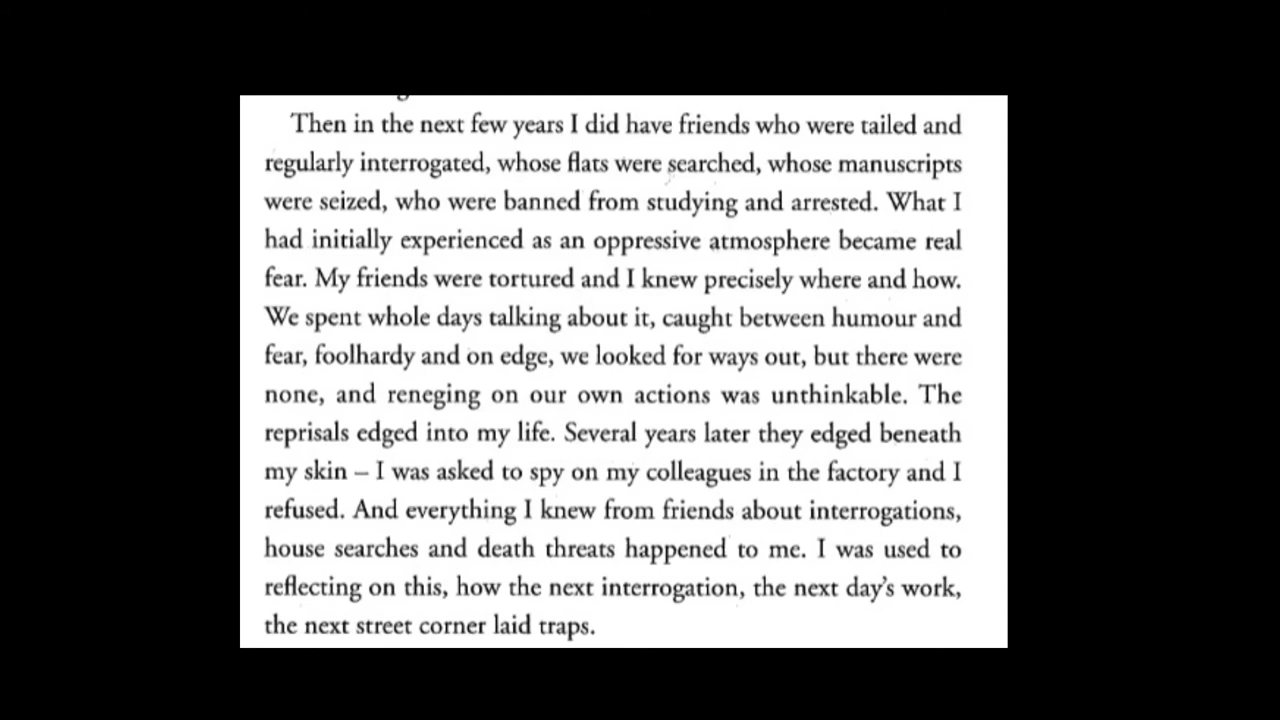 Then in the next few years I did have friends who were tailed and
regularly interrogated, whose flats were searched, whose manuscripts
were seized, who were banned from studying and arrested. What I
had initially experienced as an oppressive atmosphere became real
fear. My friends were tortured and I knew precisely where and how.
We spent whole days talking about it, caught between humour and
fear, foolhardy and on edge, we looked for ways out, but there were
none, and reneging on our own actions was unthinkable. The
reprisals edged into my life. Several years later they edged beneath
my skin – I was asked to spy on my colleagues in the factory and I
refused. And everything I knew from friends about interrogations,
house searches and death threats happened to me. I was used to
reflecting on this, how the next interrogation, the next day's work,
the next street corner laid traps.